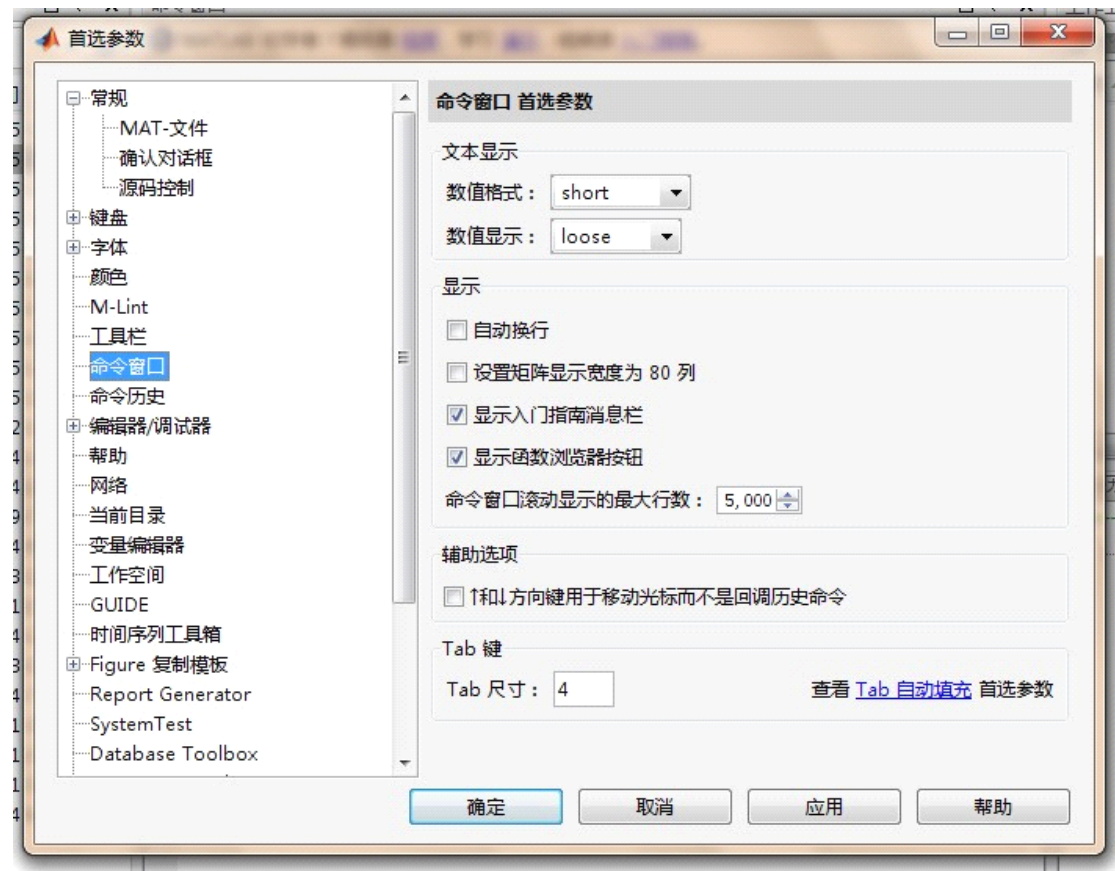 首选参数
常规
MAT-文件
确认对话框
源码控制
键盘
字体
颜色
M-Lint
工具栏
命令窗口
命令历史
编辑器/调试器
帮助
网络
当前目录
变量编辑器
工作空间
GUIDE
时间序列工具箱
Figure 复制模板
Report Generator
SystemTest
Database Toolbox
命令窗口 首选参数
文本显示
数值格式： short
数值显示： loose
显示
自动换行
设置矩阵显示宽度为 80 列
显示入门指南消息栏
显示函数浏览器按钮
命令窗口滚动显示的最大行数： 5,000
辅助选项
↑和↓方向键用于移动光标而不是回调历史命令
Tab 键
Tab 尺寸： 4
查看 Tab 自动填充 首选参数
确定
取消
应用
帮助